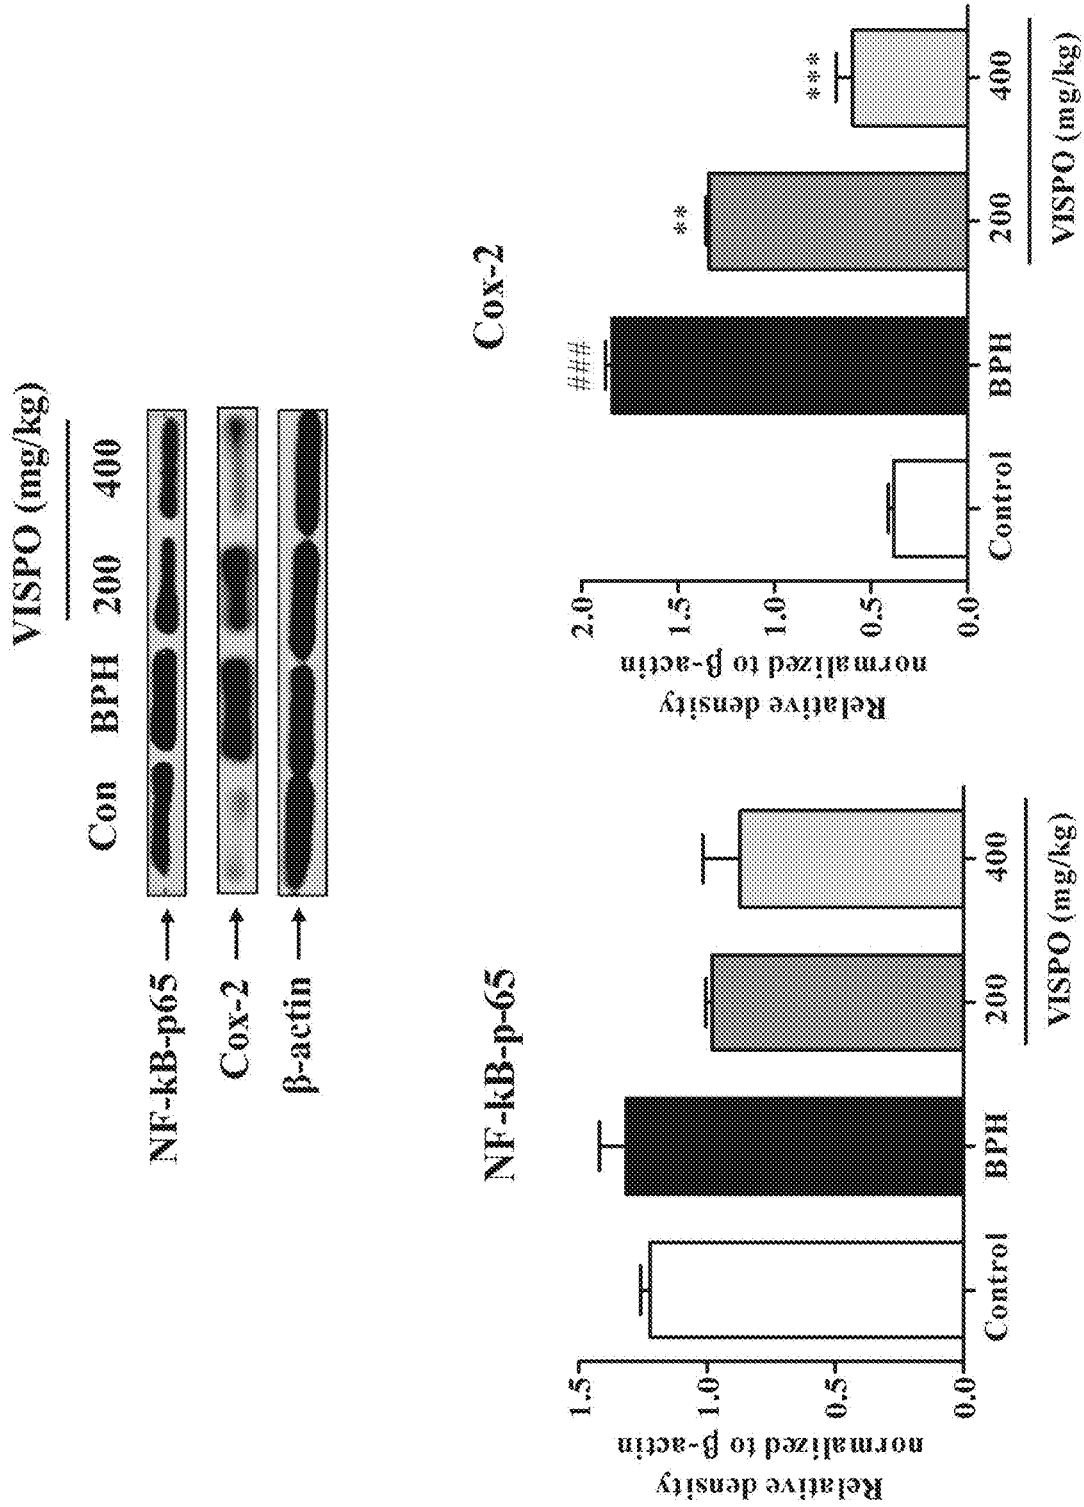 VISPO (mg/kg)
Con BPH 200 400
NF-kB-p65
Cox-2
β-actin
NF-kB-p-65
Relative density
normalized to β-actin
1.5
1.0
0.5
0.0
Control BPH 200 400
VISPO (mg/kg)
Cox-2
Relative density
normalized to β-actin
2.0
1.5
1.0
0.5
0.0
###
**
***
Control BPH 200 400
VISPO (mg/kg)